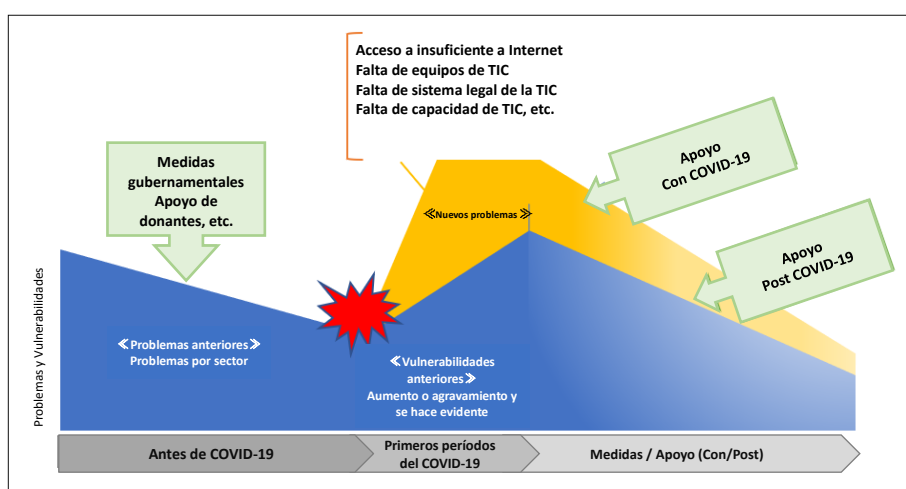 Acceso a insuficiente a Internet
Falta de equipos de TIC
Falta de sistema legal de la TIC
Falta de capacidad de TIC, etc.
Medidas
gubernamentales
Apoyo de
donantes, etc.
Apoyo
Con COVID-19
≪Nuevos problemas≫
Apoyo
Post COVID-19
Problemas y Vulnerabilidades
≪Problemas anteriores≫
Problemas por sector
≪Vulnerabilidades
anteriores≫
Aumento o agravamiento y
se hace evidente
Antes de COVID-19
Primeros períodos
del COVID-19
Medidas / Apoyo (Con/Post)